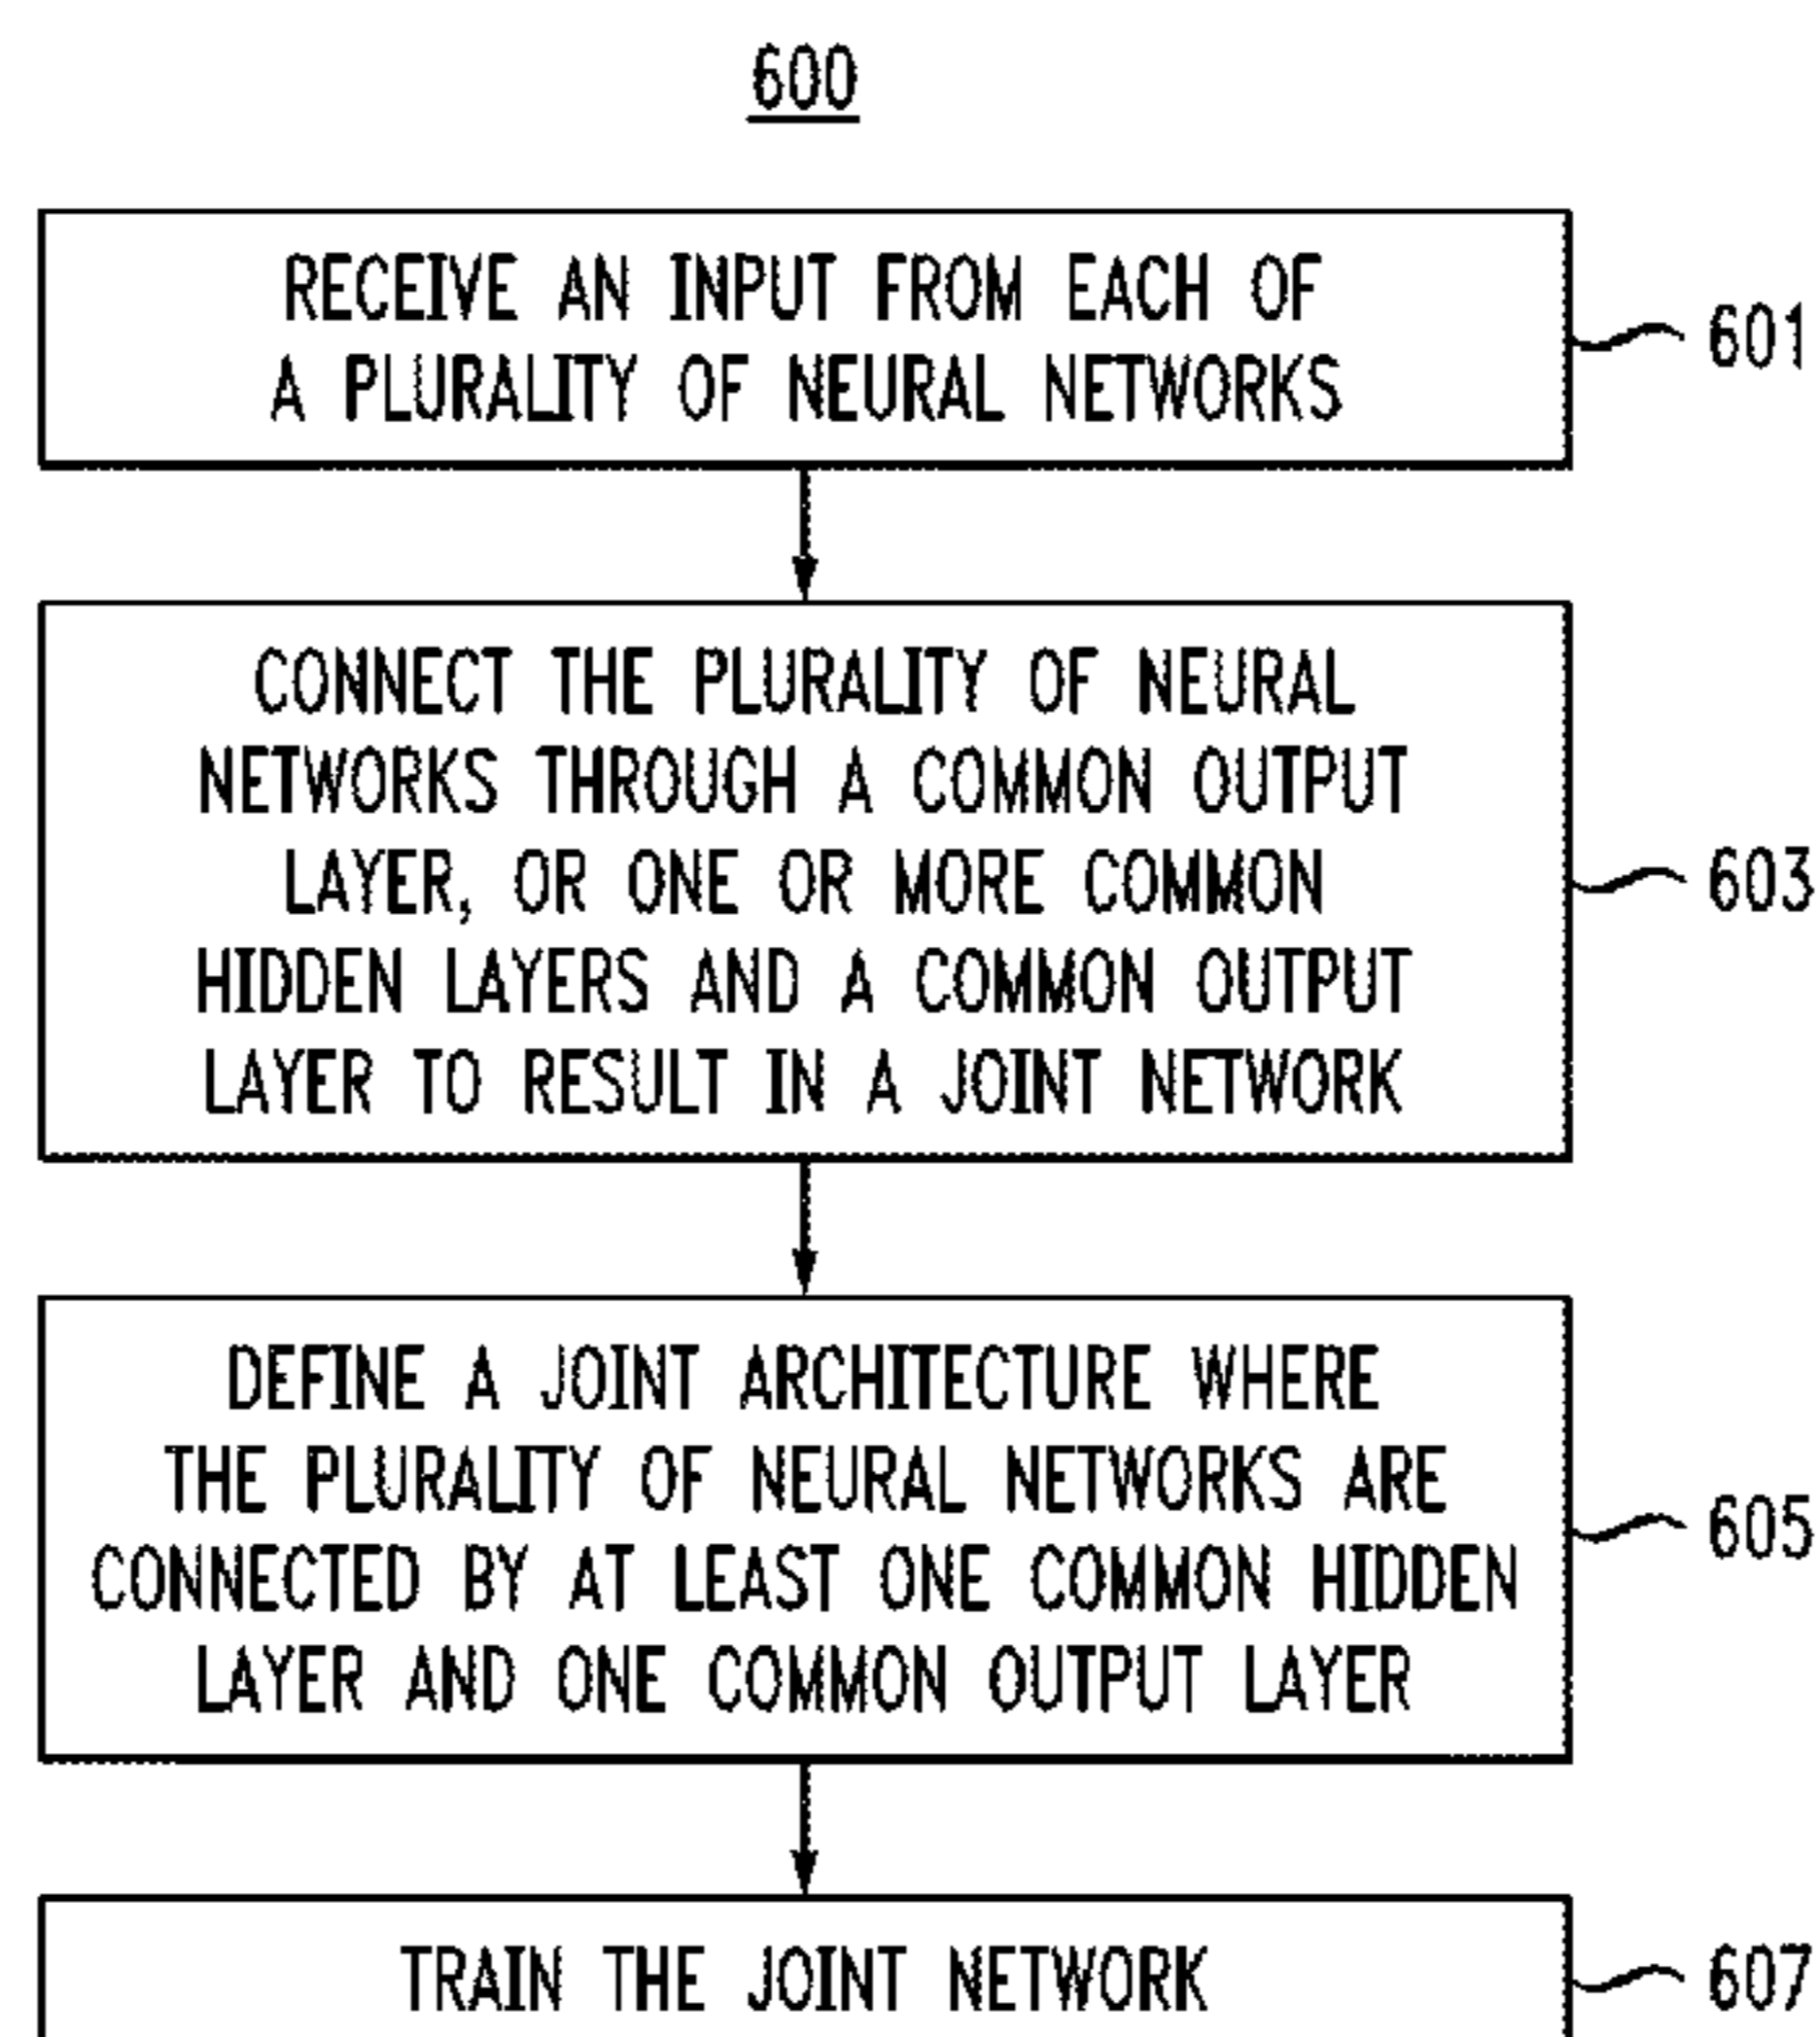 600
RECEIVE AN INPUT FROM EACH OF
A PLURALITY OF NEURAL NETWORKS
601
CONNECT THE PLURALITY OF NEURAL
NETWORKS THROUGH A COMMON OUTPUT
LAYER, OR ONE OR MORE COMMON
HIDDEN LAYERS AND A COMMON OUTPUT
LAYER TO RESULT IN A JOINT NETWORK
603
DEFINE A JOINT ARCHITECTURE WHERE
THE PLURALITY OF NEURAL NETWORKS ARE
CONNECTED BY AT LEAST ONE COMMON HIDDEN
LAYER AND ONE COMMON OUTPUT LAYER
605
TRAIN THE JOINT NETWORK
607